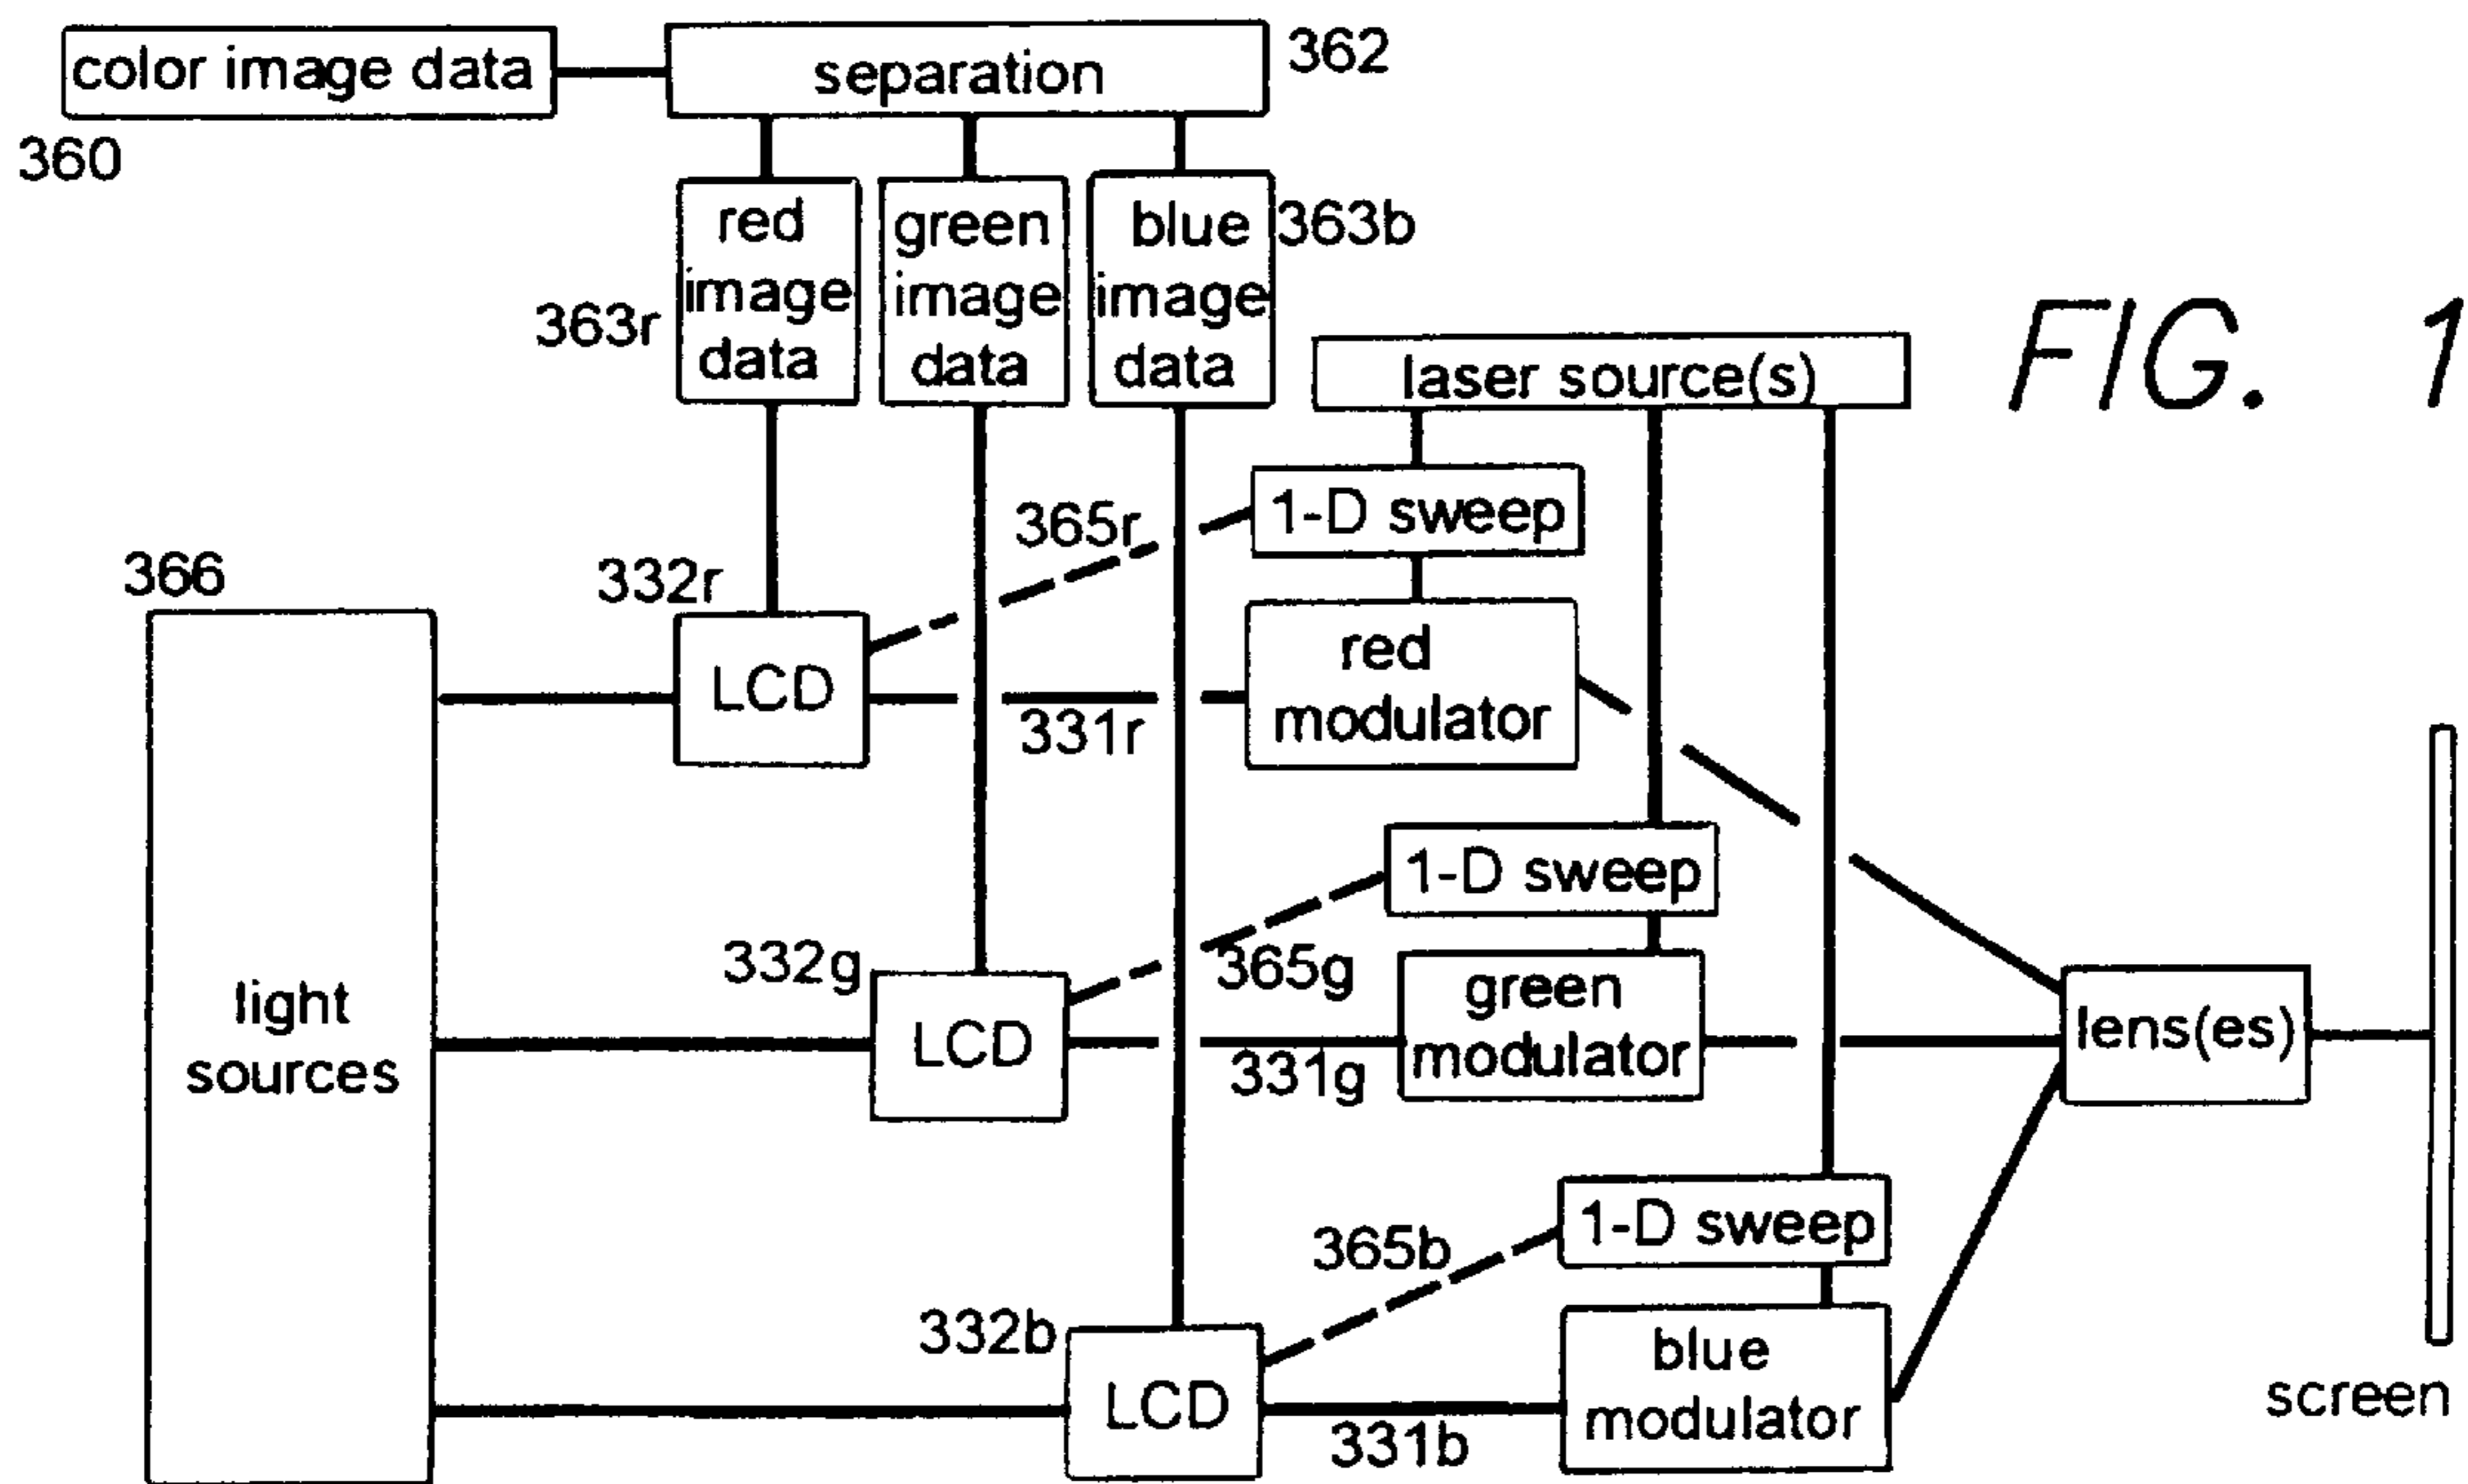 color image data
separation
362
360
red
image
data
green
image
data
blue
image
data
363b
363r
FIG. 1
laser source(s)
1-D sweep
365r
366
332r
LCD
red
modulator
331r
1-D sweep
332g
365g
light
sources
LCD
green
modulator
331g
lens(es)
1-D sweep
365b
332b
LCD
blue
modulator
331b
screen